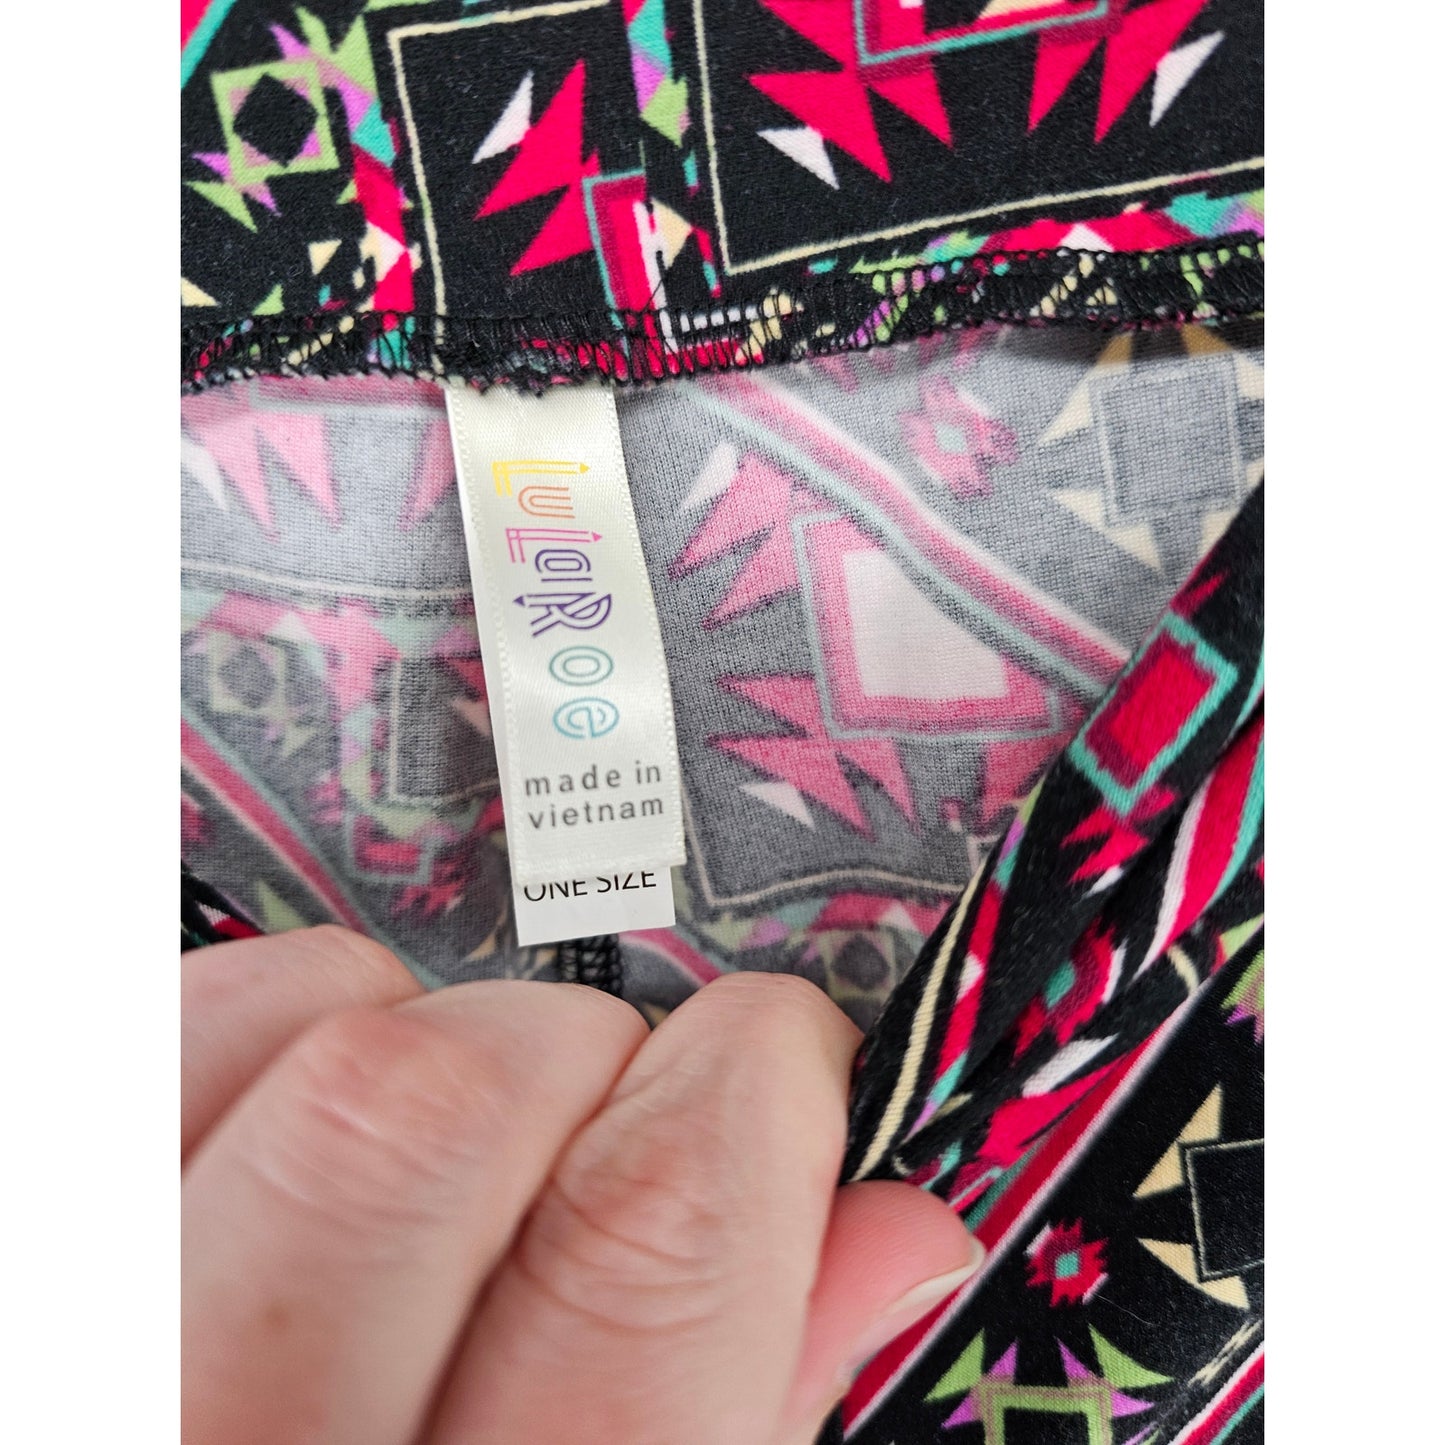 LuLaRoe
made in
vietnam
ONE SIZE